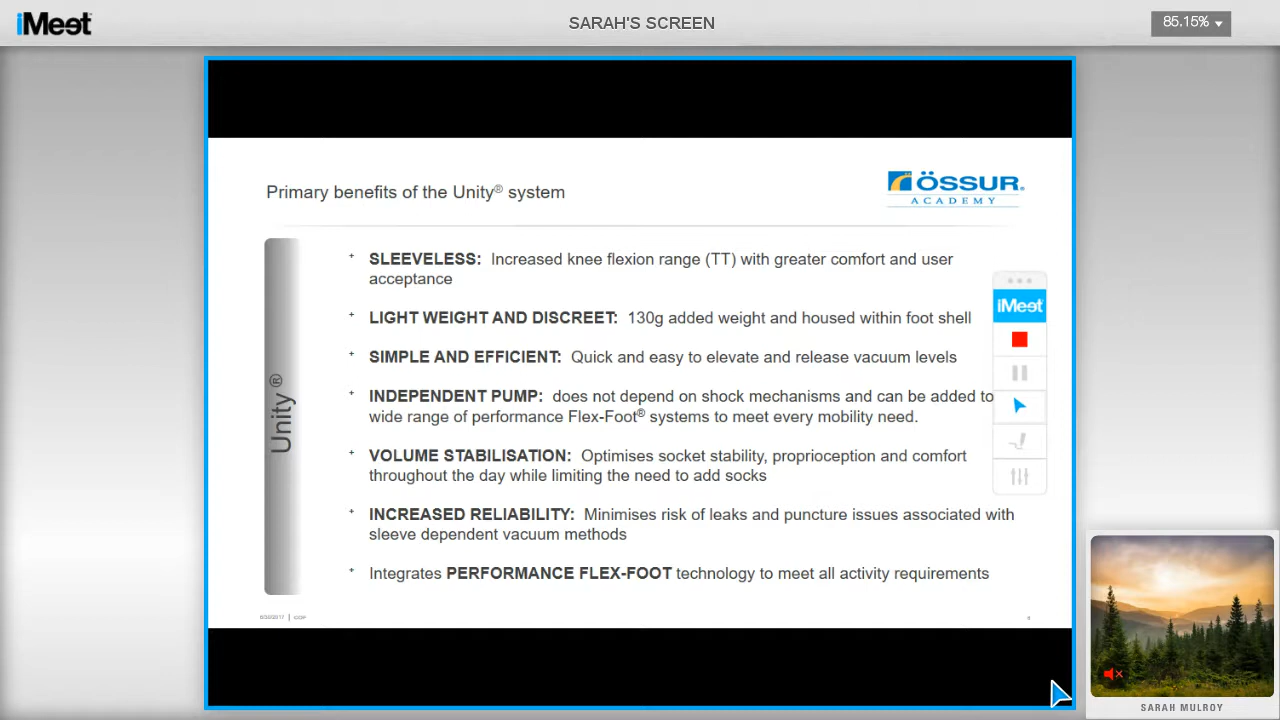 iMeet
SARAH'S SCREEN
85.15%
Primary benefits of the Unity® system
ÖSSUR®
ACADEMY
Unity ®
+ SLEEVELESS: Increased knee flexion range (TT) with greater comfort and user
acceptance
+ LIGHT WEIGHT AND DISCREET: 130g added weight and housed within foot shell
+ SIMPLE AND EFFICIENT: Quick and easy to elevate and release vacuum levels
+ INDEPENDENT PUMP: does not depend on shock mechanisms and can be added to
wide range of performance Flex-Foot® systems to meet every mobility need.
+ VOLUME STABILISATION: Optimises socket stability, proprioception and comfort
throughout the day while limiting the need to add socks
+ INCREASED RELIABILITY: Minimises risk of leaks and puncture issues associated with
sleeve dependent vacuum methods
+ Integrates PERFORMANCE FLEX-FOOT technology to meet all activity requirements
iMeet
SARAH MULROY